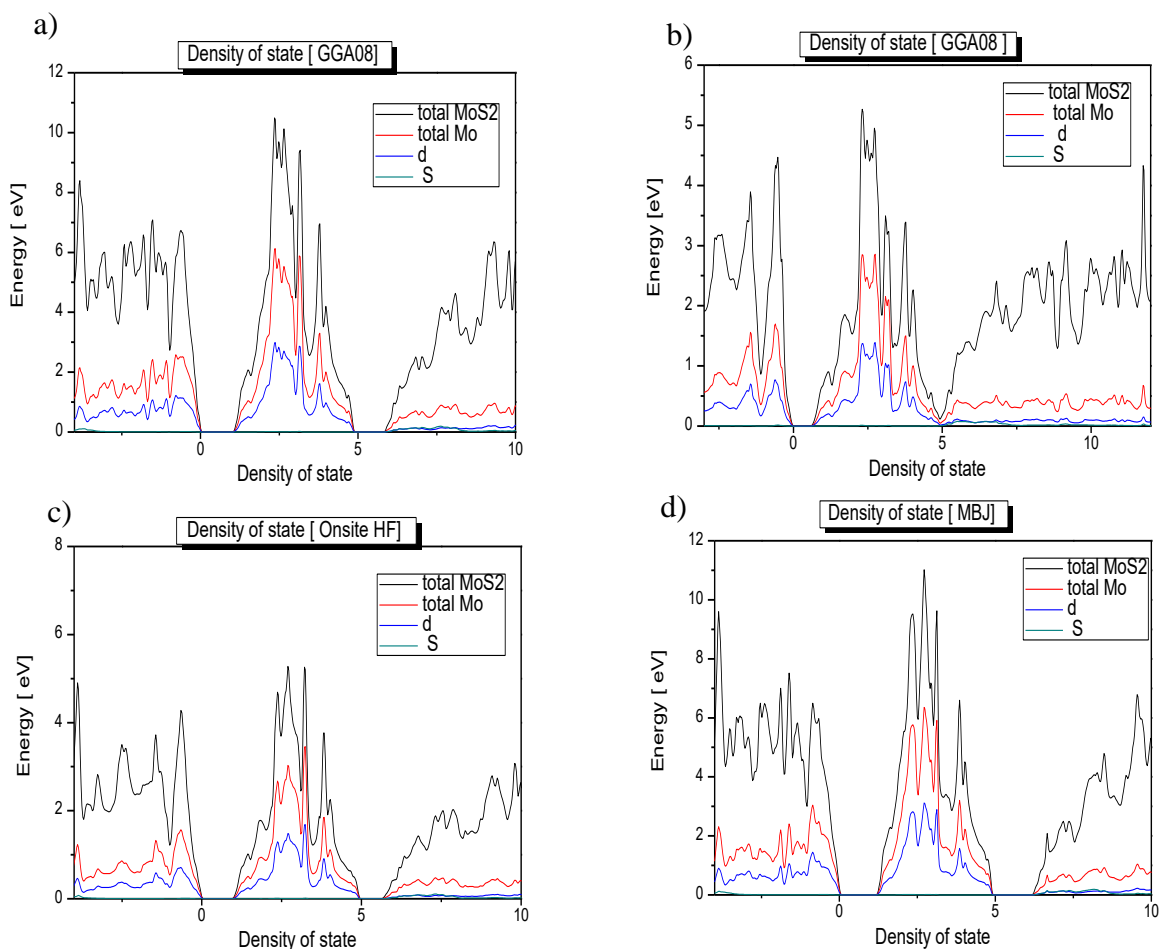 a)
Density of state [ GGA08]
12
10
8
6
4
2
0
Energy [ eV]
total MoS2
total Mo
d
S
0
5
10
Density of state
b)
Density of state [ GGA08 ]
6
5
4
3
2
1
0
Energy [eV]
total MoS2
total Mo
d
S
0
5
10
Density of state
c)
Density of state [ Onsite HF]
8
6
4
2
0
Energy [ eV]
total MoS2
total Mo
d
S
0
5
10
Density of state
d)
Density of state [ MBJ]
12
10
8
6
4
2
0
Energy [ eV]
total MoS2
total Mo
d
S
0
5
10
Density of state